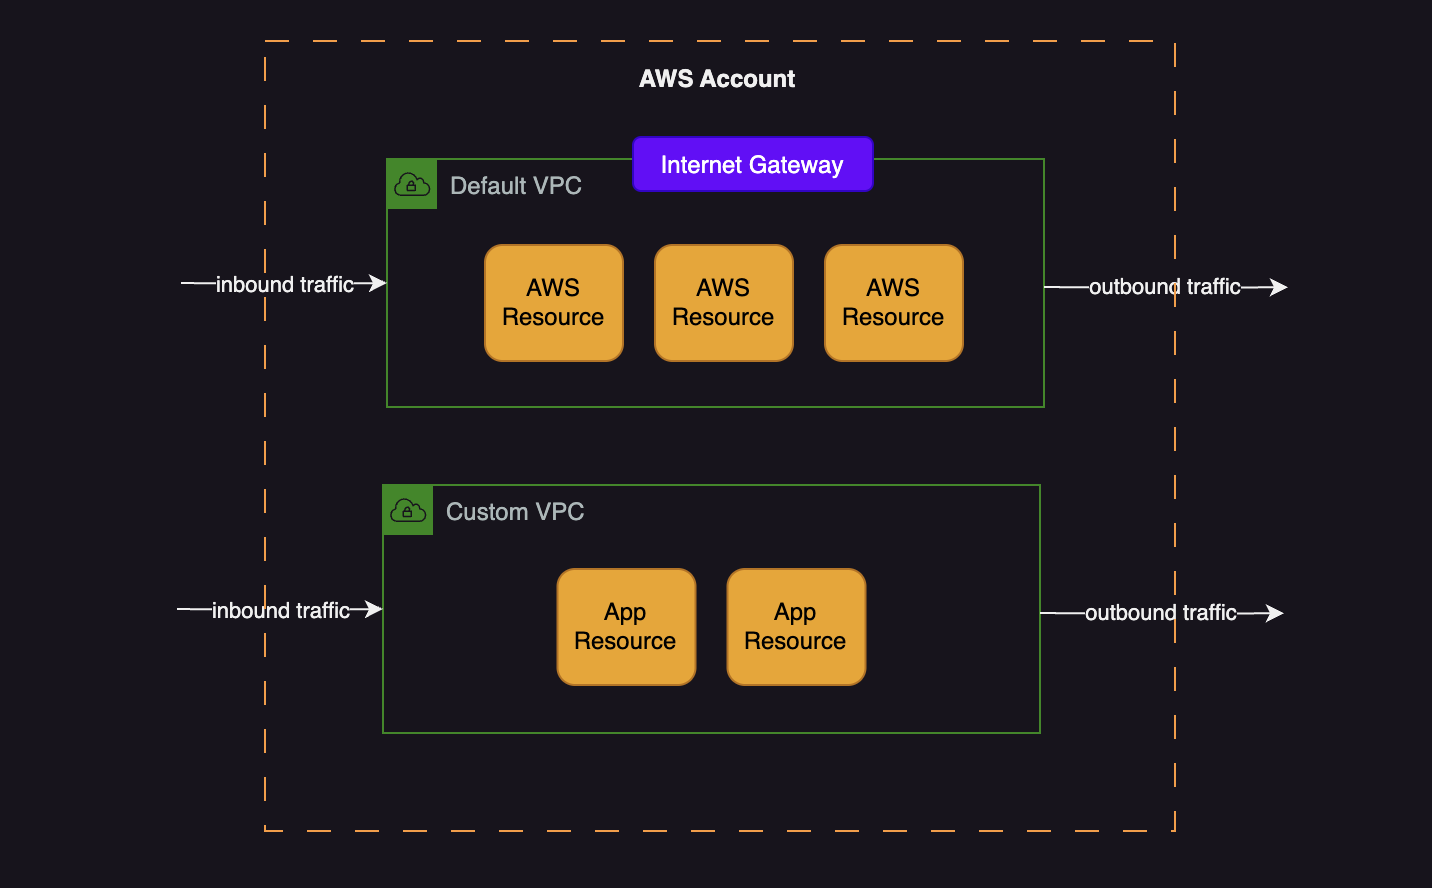 AWS Account
Internet Gateway
Default VPC
AWS
Resource
AWS
Resource
AWS
Resource
inbound traffic
outbound traffic
Custom VPC
App
Resource
App
Resource
inbound traffic
outbound traffic